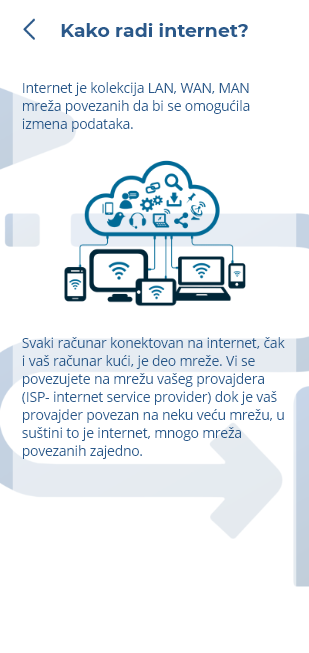 Kako radi internet?
Internet je kolekcija LAN, WAN, MAN
mreža povezanih da bi se omogućila
izmena podataka.
Svaki računar konektovan na internet, čak
i vaš računar kući, je deo mreže. Vi se
povezujete na mrežu vašeg provajdera
(ISP- internet service provider) dok je vaš
provajder povezan na neku veću mrežu, u
suštini to je internet, mnogo mreža
povezanih zajedno.